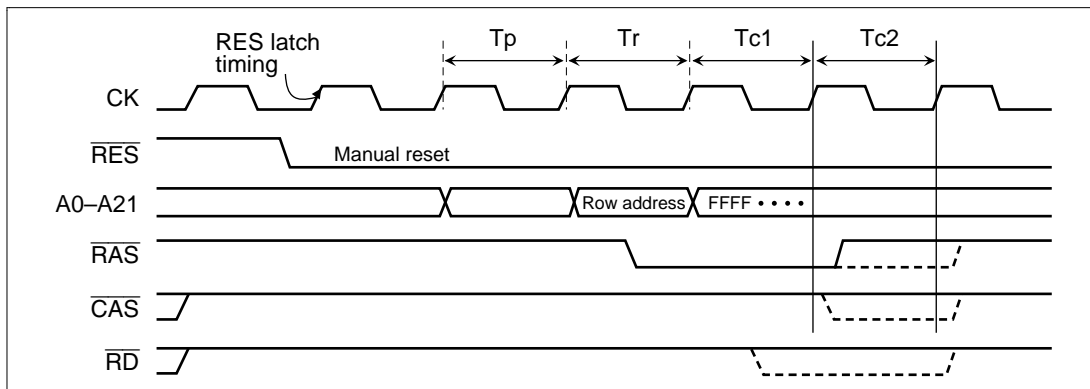 RES latch
timing
Tp Tr Tc1 Tc2
CK
RES
Manual reset
A0–A21
Row address
FFFF ····
RAS
CAS
RD